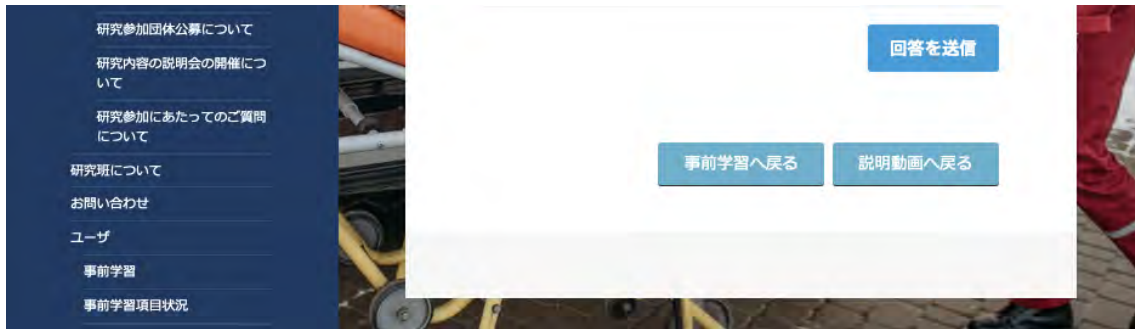 研究参加団体公募について
研究内容の説明会の開催につ
いて
研究参加にあたってのご質問
について
研究班について
お問い合わせ
ユーザ
事前学習
事前学習項目状況
回答を送信
事前学習へ戻る
説明動画へ戻る